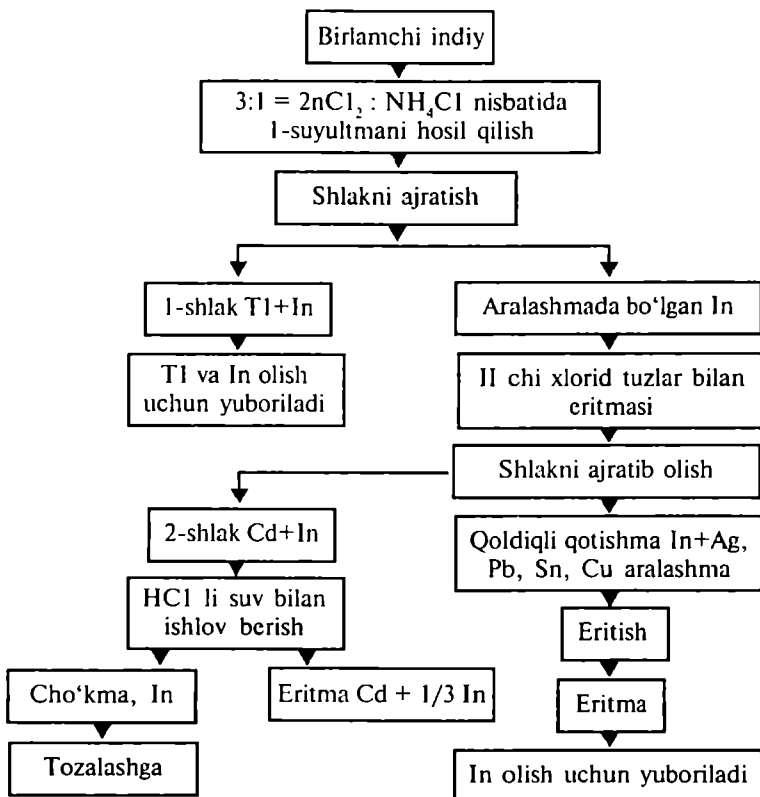 Birlamchi indiy
3:1 = 2nCl₂ : NH₄Cl nisbatida
1-suyultmani hosil qilish
Shlakni ajratish
1-shlak Tl+In
Aralashmada bo‘lgan In
Tl va In olish
uchun yuboriladi
II chi xlorid tuzlar bilan
eritmasi
Shlakni ajratib olish
2-shlak Cd+In
Qoldiqli qotishma In+Ag,
Pb, Sn, Cu aralashma
HCl li suv bilan
ishlov berish
Eritish
Cho‘kma, In
Eritma Cd + 1/3 In
Eritma
Tozalashga
In olish uchun yuboriladi